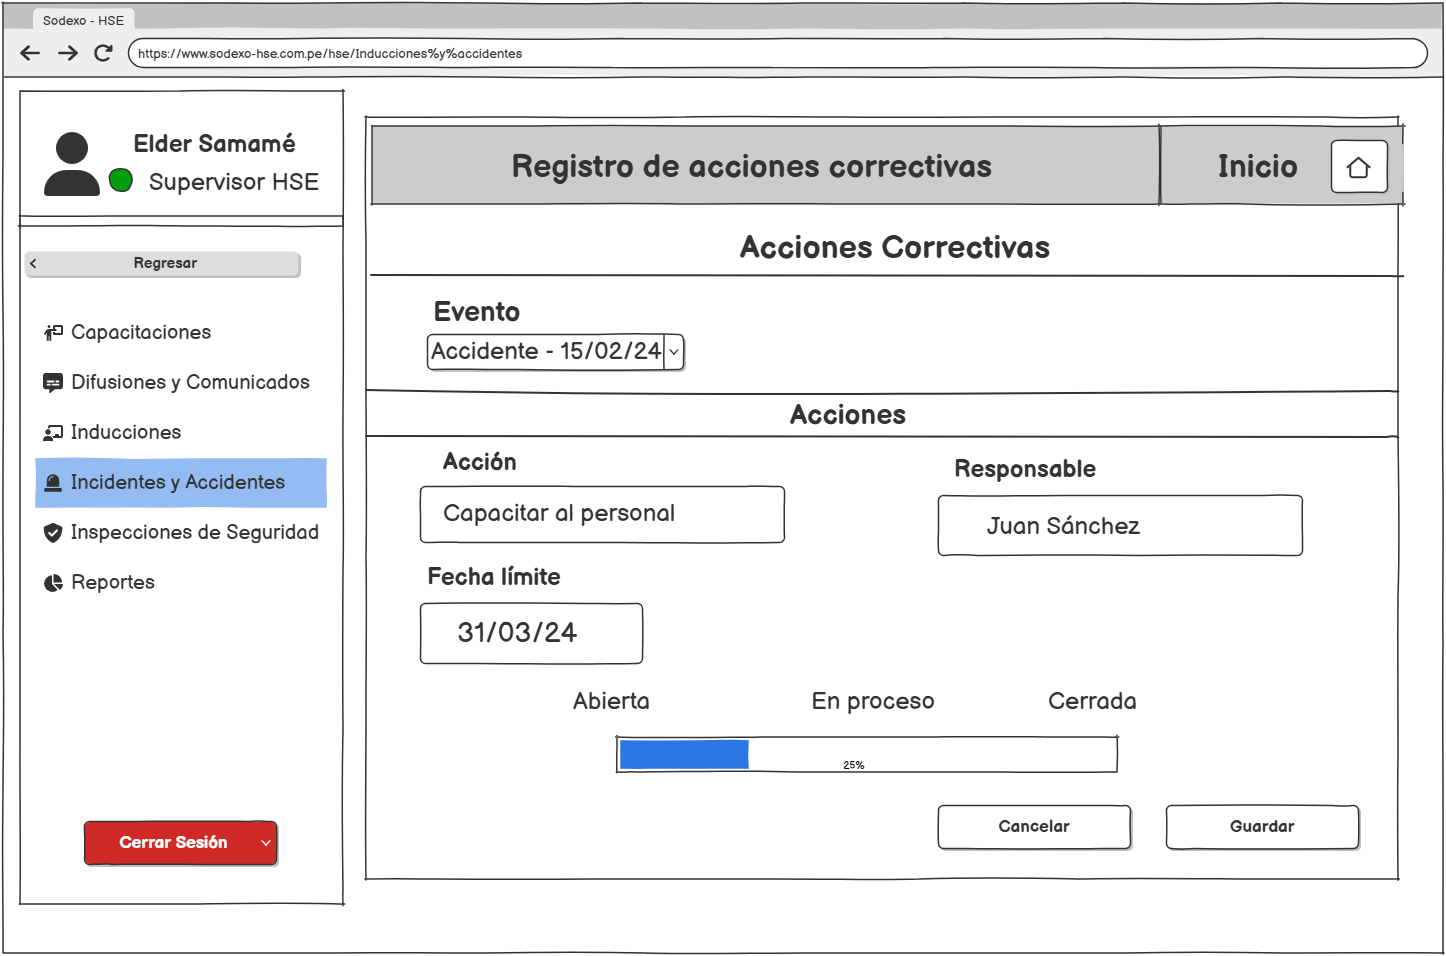 Sodexo - HSE
https://www.sodexo-hse.com.pe/hse/Inducciones%y%accidentes
Elder Samamé
Supervisor HSE
Regresar
Capacitaciones
Difusiones y Comunicados
Inducciones
Incidentes y Accidentes
Inspecciones de Seguridad
Reportes
Cerrar Sesión
Registro de acciones correctivas
Inicio
Acciones Correctivas
Evento
Accidente - 15/02/24
Acciones
Acción
Responsable
Capacitar al personal
Juan Sánchez
Fecha límite
31/03/24
Abierta En proceso Cerrada
25%
Cancelar
Guardar